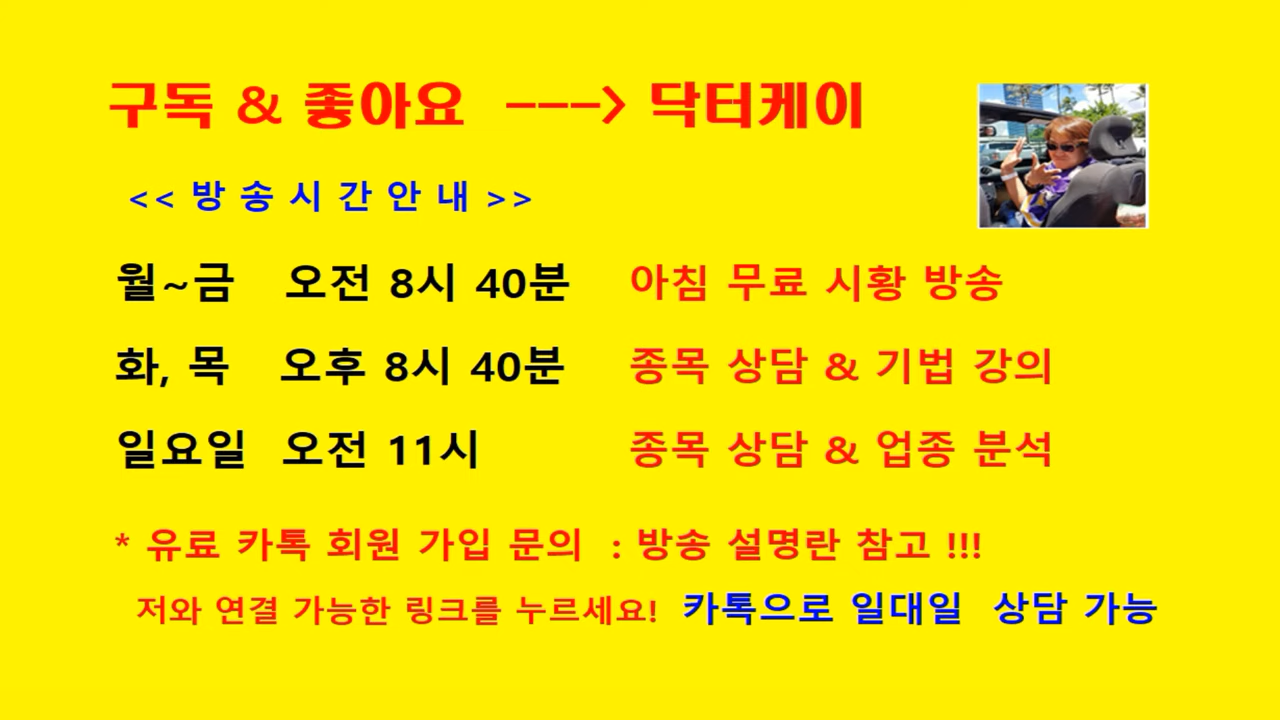 구독 & 좋아요 ---> 닥터케이
<< 방 송 시 간 안 내 >>
월~금 오전 8시 40분 아침 무료 시황 방송
화, 목 오후 8시 40분 종목 상담 & 기법 강의
일요일 오전 11시 종목 상담 & 업종 분석
* 유료 카톡 회원 가입 문의 : 방송 설명란 참고 !!!
저와 연결 가능한 링크를 누르세요! 카톡으로 일대일 상담 가능